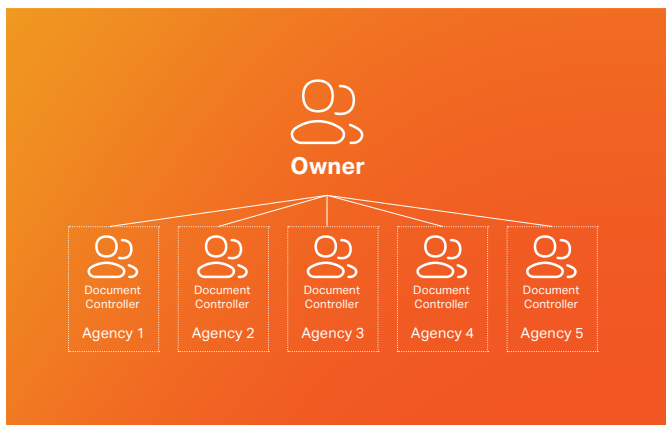 Owner
Document
Controller
Agency 1
Document
Controller
Agency 2
Document
Controller
Agency 3
Document
Controller
Agency 4
Document
Controller
Agency 5